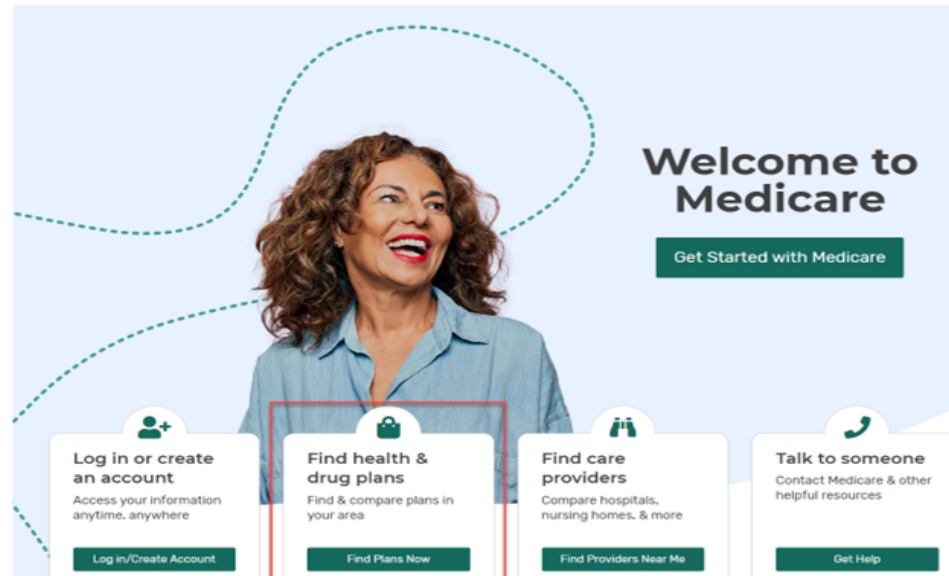 Welcome to
Medicare
Get Started with Medicare
Log in or create
an account
Access your information
anytime, anywhere
Log in/Create Account
Find health &
drug plans
Find & compare plans in
your area
Find Plans Now
Find care
providers
Compare hospitals,
nursing homes, & more
Find Providers Near Me
Talk to someone
Contact Medicare & other
helpful resources
Get Help